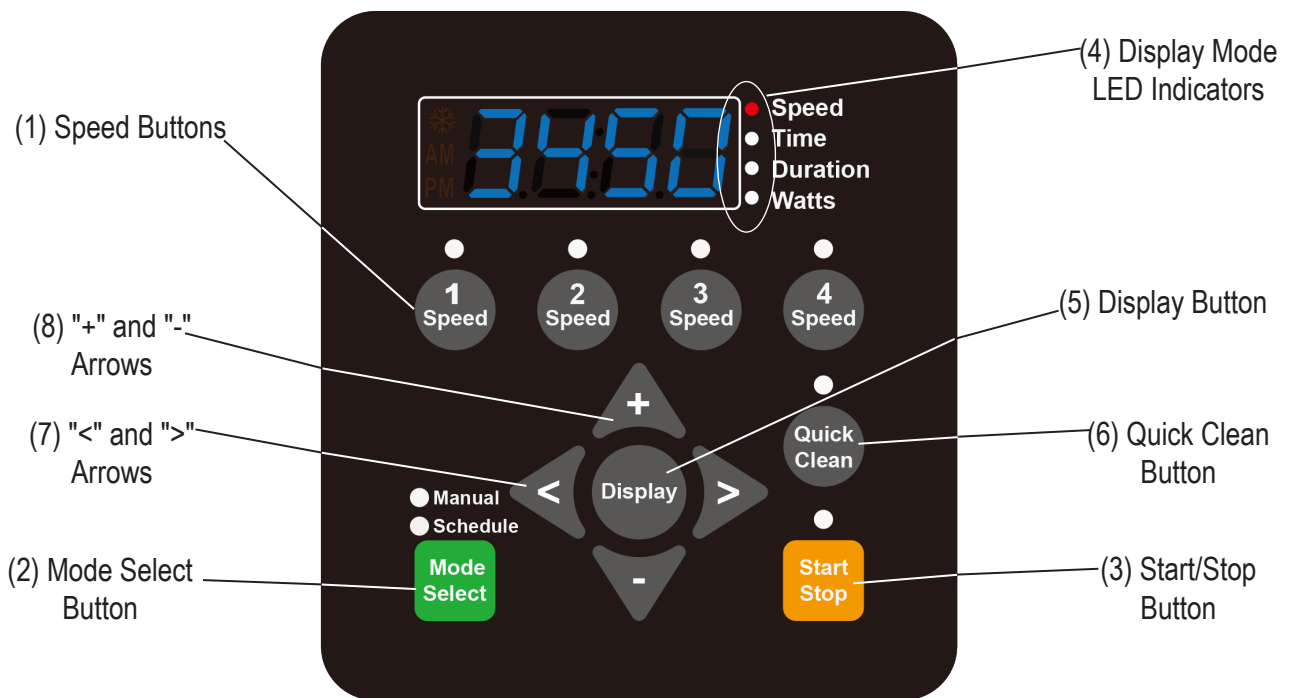 (4) Display Mode
LED Indicators
(1) Speed Buttons
AM
PM
3450
Speed
Time
Duration
Watts
1
Speed
2
Speed
3
Speed
4
Speed
(5) Display Button
(8) "+" and "-"
Arrows
+
(7) "<" and ">"
Arrows
Quick
Clean
(6) Quick Clean
Button
<
Display
>
Manual
Schedule
(2) Mode Select
Button
Mode
Select
-
Start
Stop
(3) Start/Stop
Button